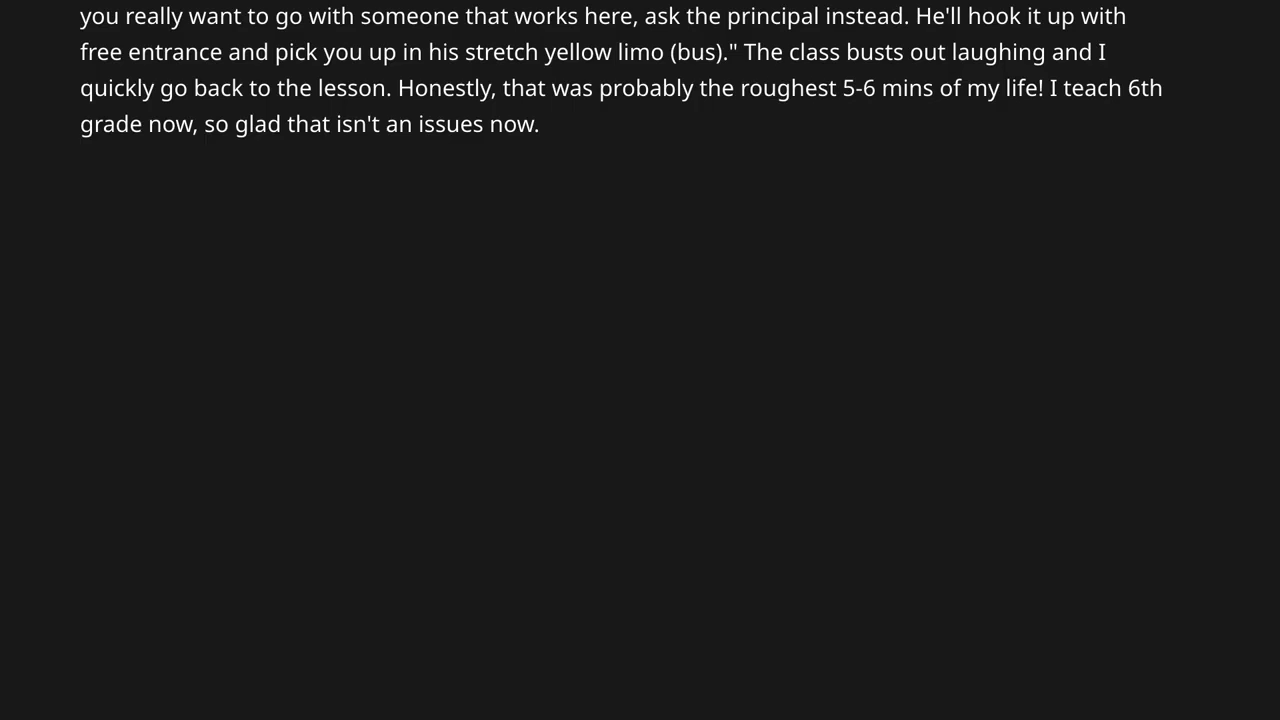 you really want to go with someone that works here, ask the principal instead. He'll hook it up with
free entrance and pick you up in his stretch yellow limo (bus)." The class busts out laughing and I
quickly go back to the lesson. Honestly, that was probably the roughest 5-6 mins of my life! I teach 6th
grade now, so glad that isn't an issues now.